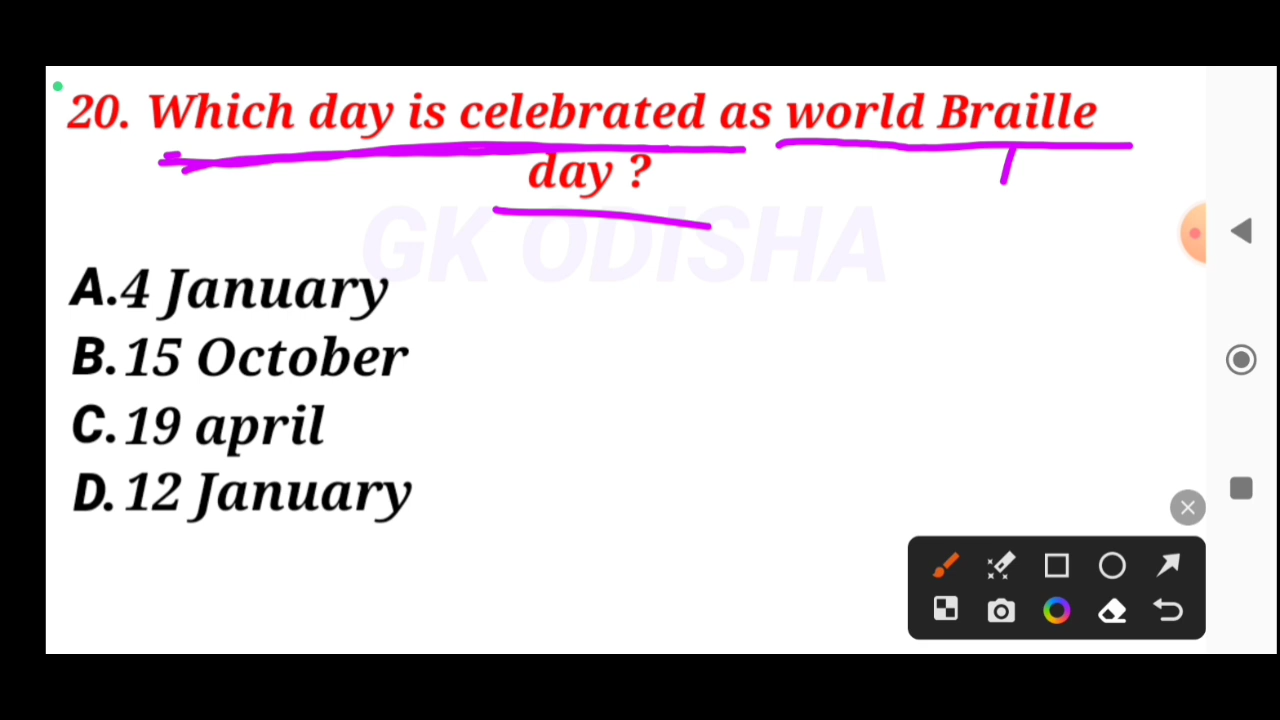 20. Which day is celebrated as world Braille
day ?
GK ODISHA
A.4 January
B.15 October
C.19 april
D.12 January